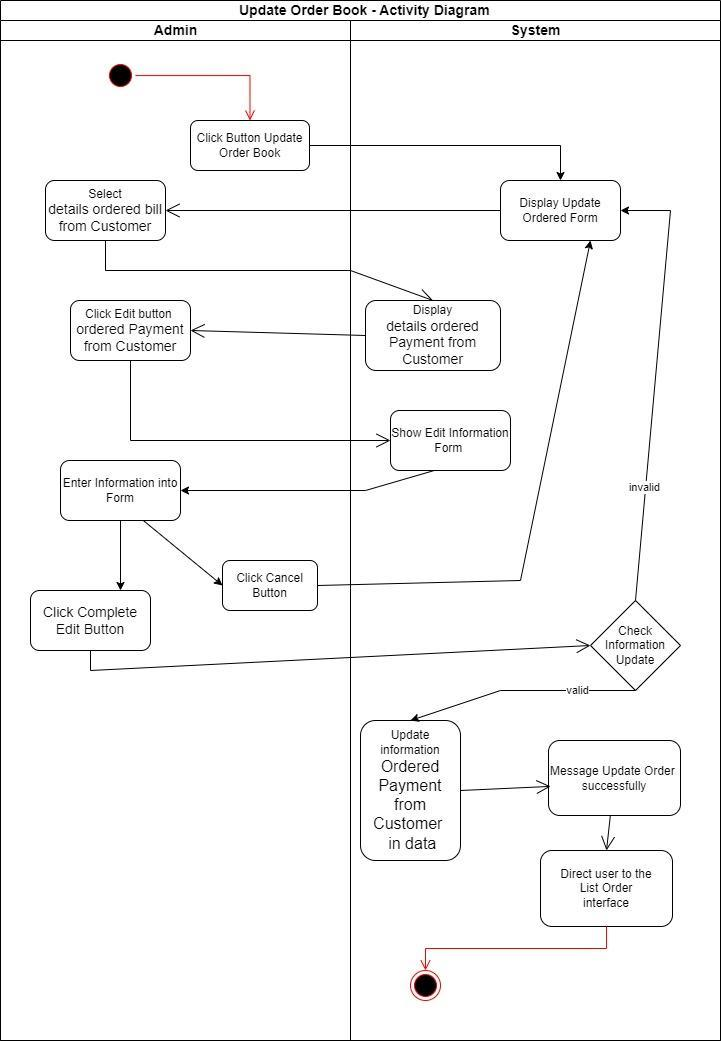 Update Order Book - Activity Diagram
Admin
System
Click Button Update
Order Book
Select
details ordered bill
from Customer
Display Update
Ordered Form
Click Edit button
ordered Payment
from Customer
Display
details ordered
Payment from
Customer
Show Edit Information
Form
Enter Information into
Form
invalid
Click Cancel
Button
Click Complete
Edit Button
Check
Information
Update
valid
Update
information
Ordered
Payment
from
Customer
in data
Message Update Order
successfully
Direct user to the
List Order
interface